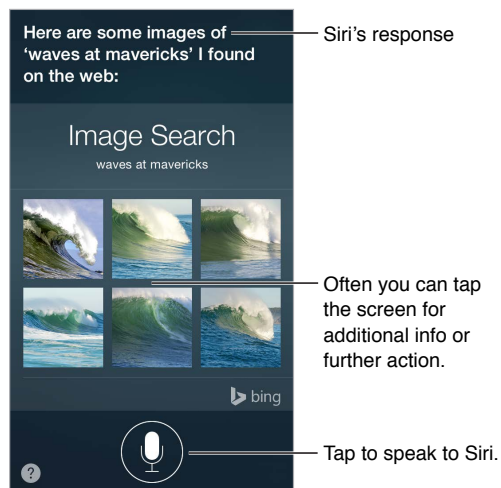 Here are some images of
‘waves at mavericks’ I found
on the web:
Siri’s response
Image Search
waves at mavericks
Often you can tap
the screen for
additional info or
further action.
bing
Tap to speak to Siri.
?